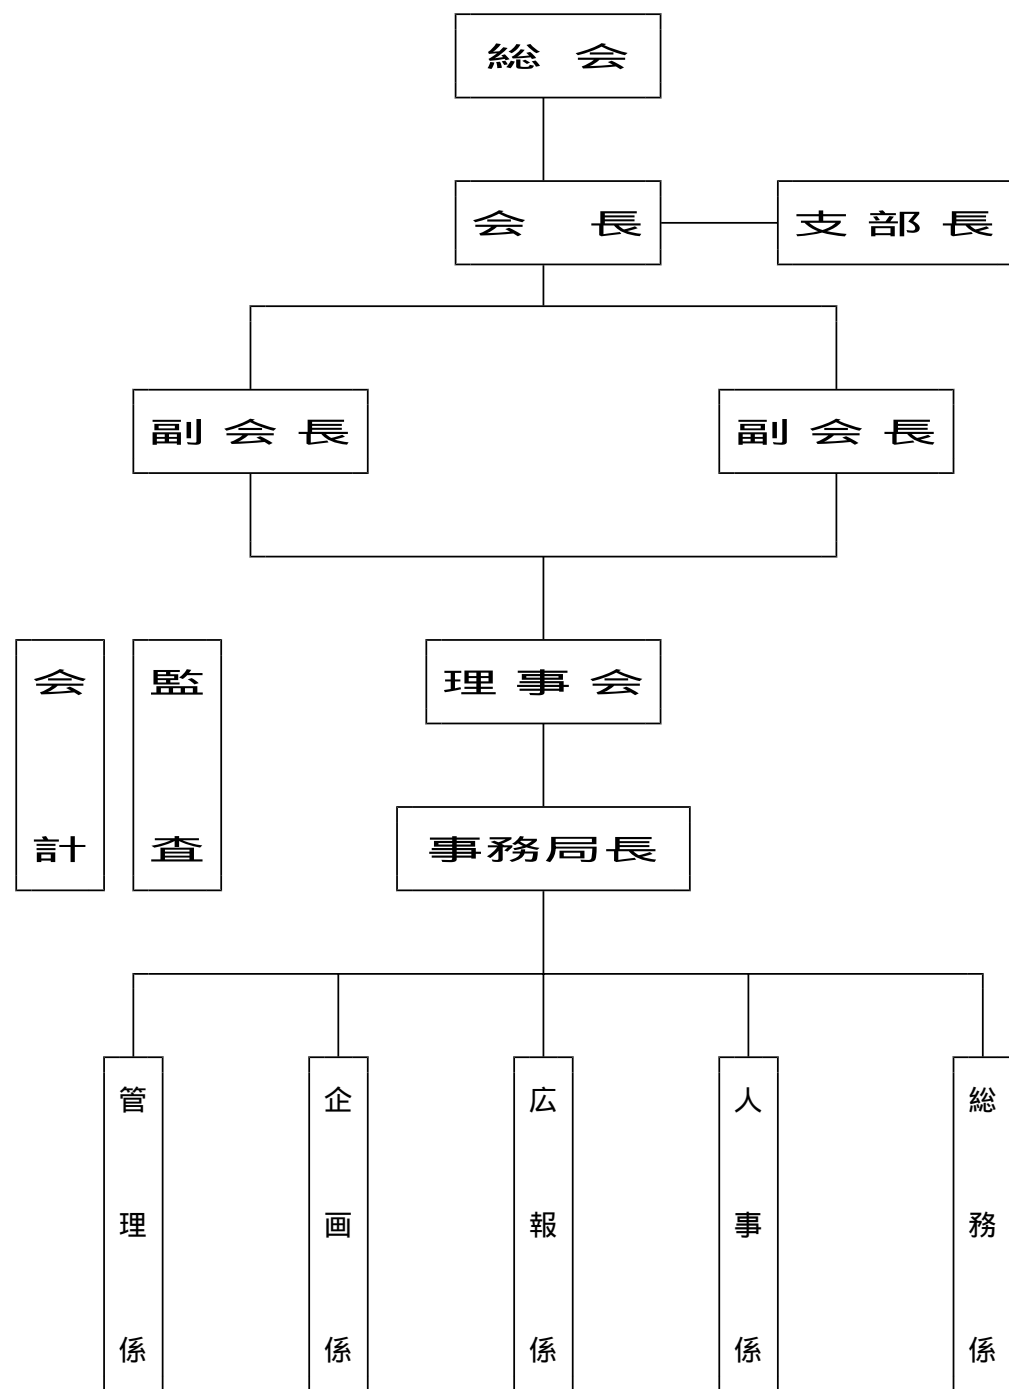 総会
会長
支部長
副会長
副会長
会計
監査
理事会
事務局長
管理係
企画係
広報係
人事係
総務係